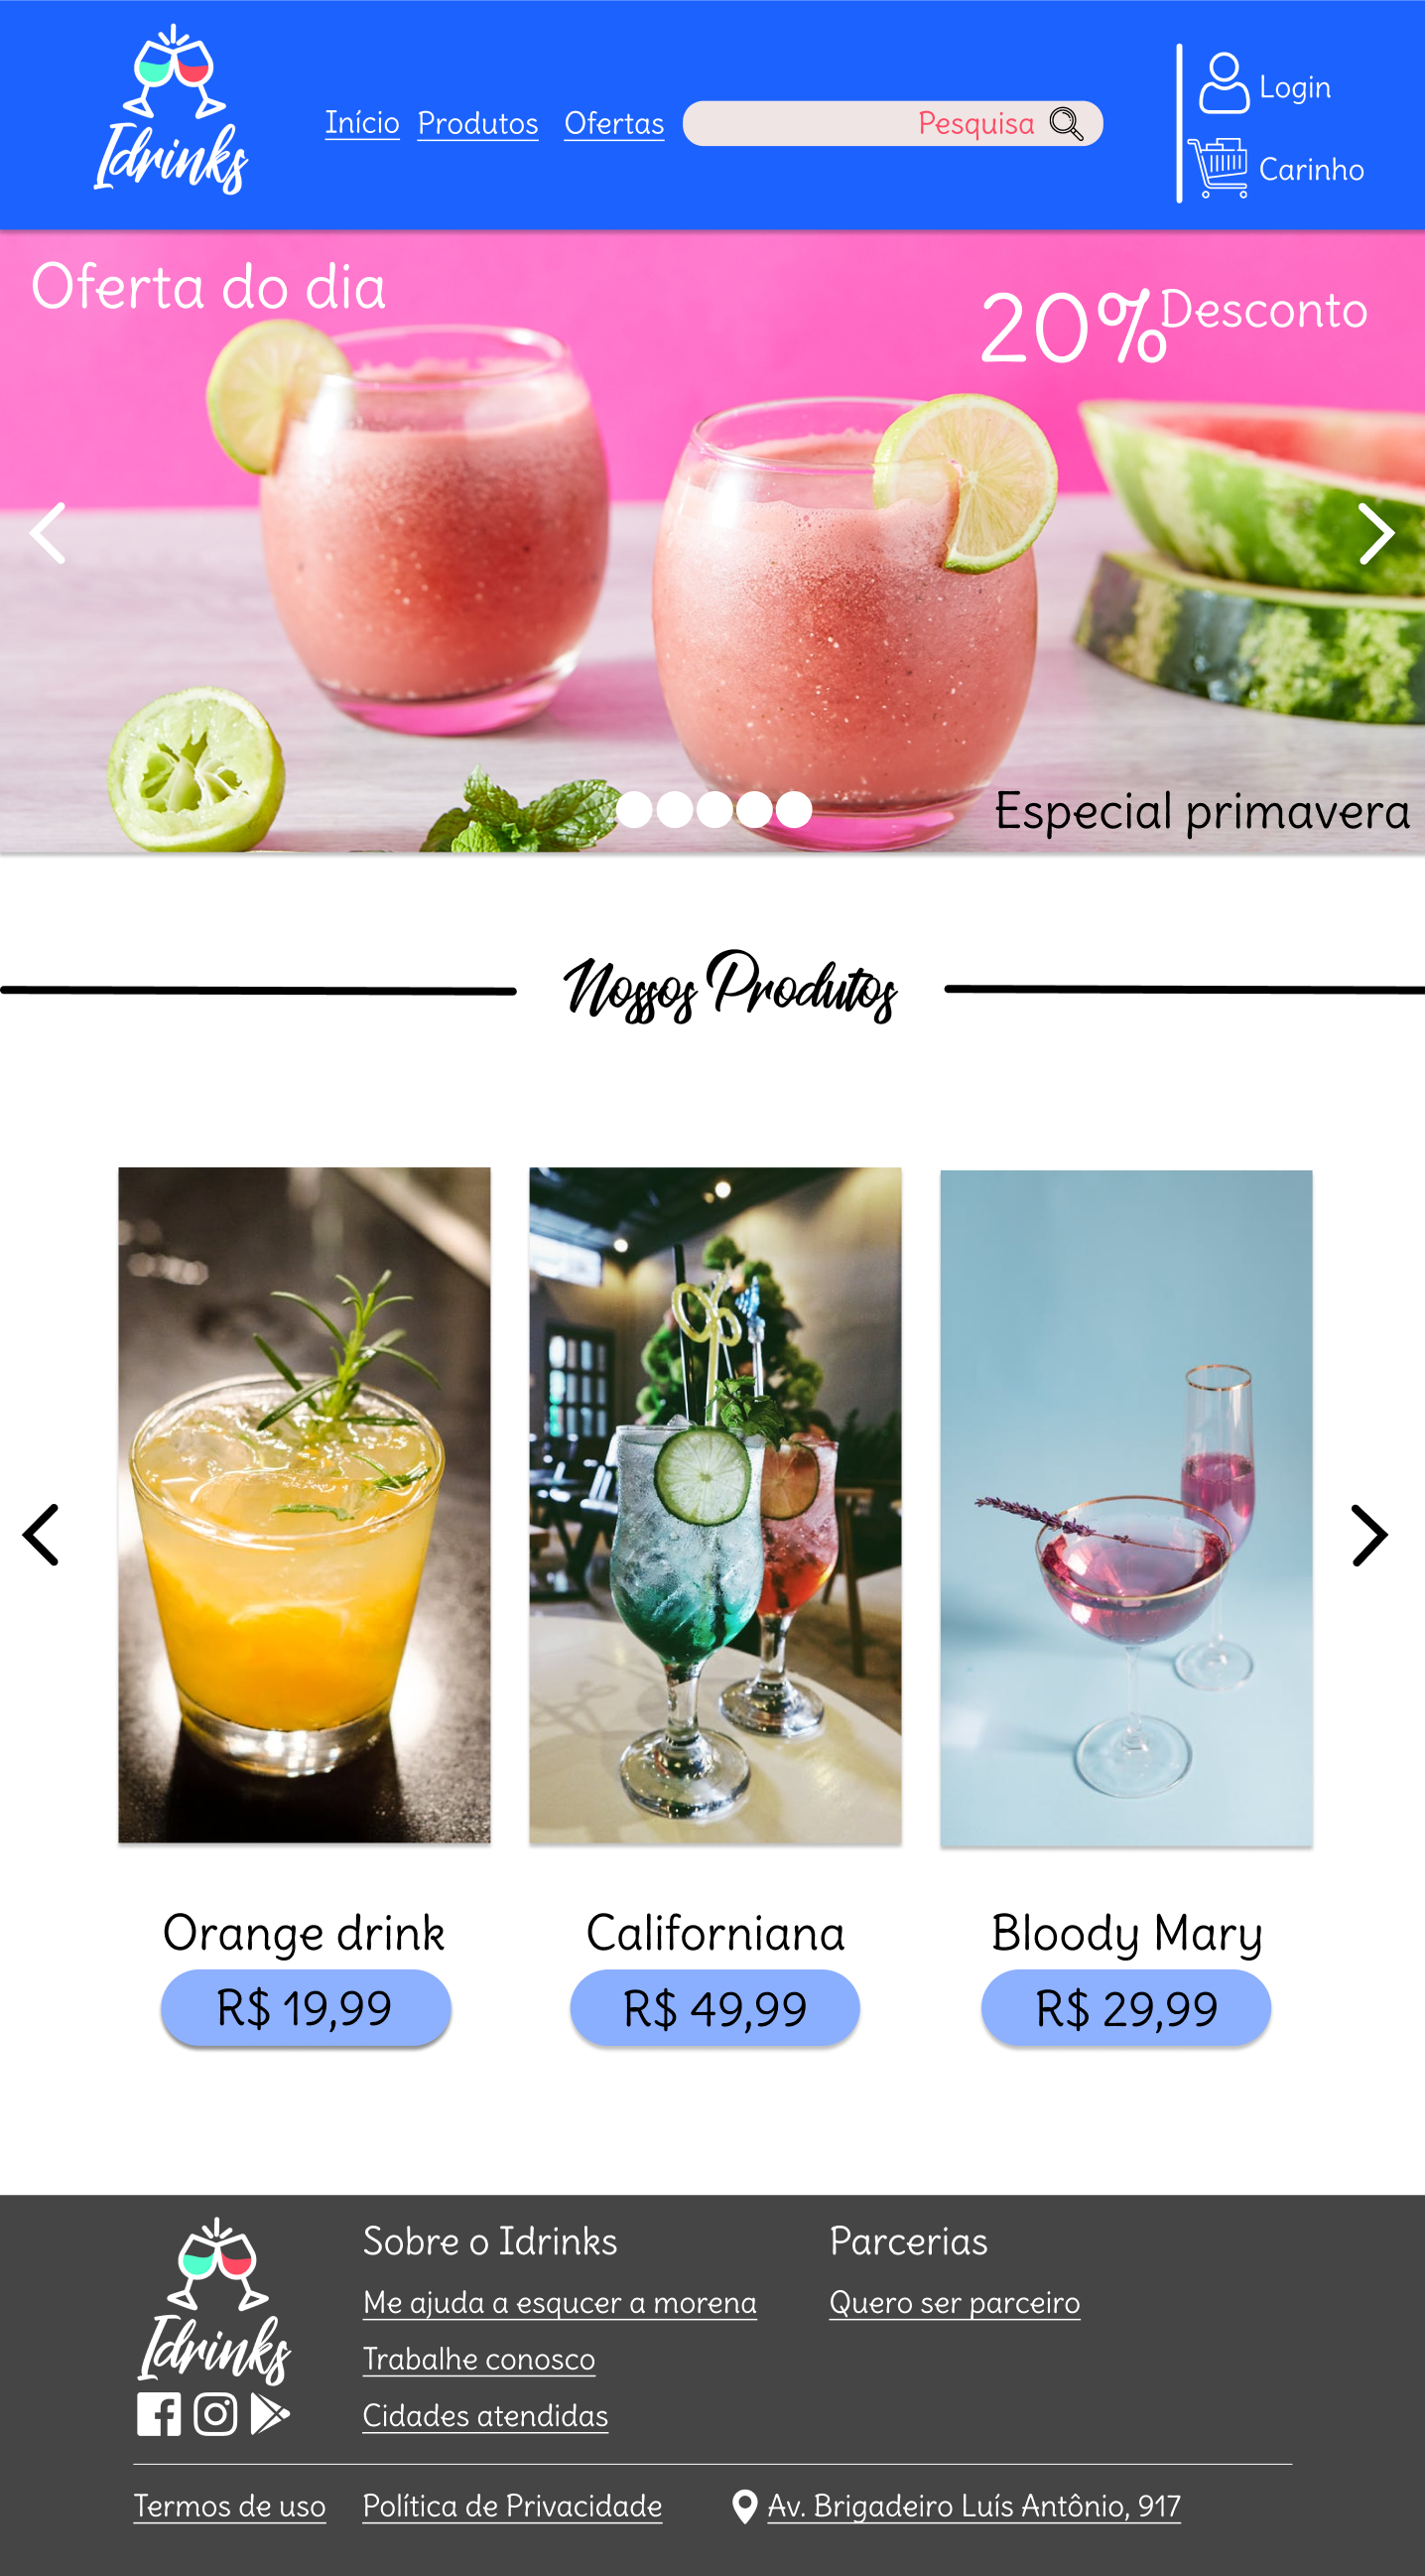 Idrinks
Início Produtos Ofertas
Pesquisa
Login
Carinho
Oferta do dia
20% Desconto
Especial primavera
Nossos Produtos
Orange drink
R$ 19,99
Californiana
R$ 49,99
Bloody Mary
R$ 29,99
Idrinks
Sobre o Idrinks
Me ajuda a esqucer a morena
Trabalhe conosco
Cidades atendidas
Parcerias
Quero ser parceiro
Termos de uso
Política de Privacidade
Av. Brigadeiro Luís Antônio, 917